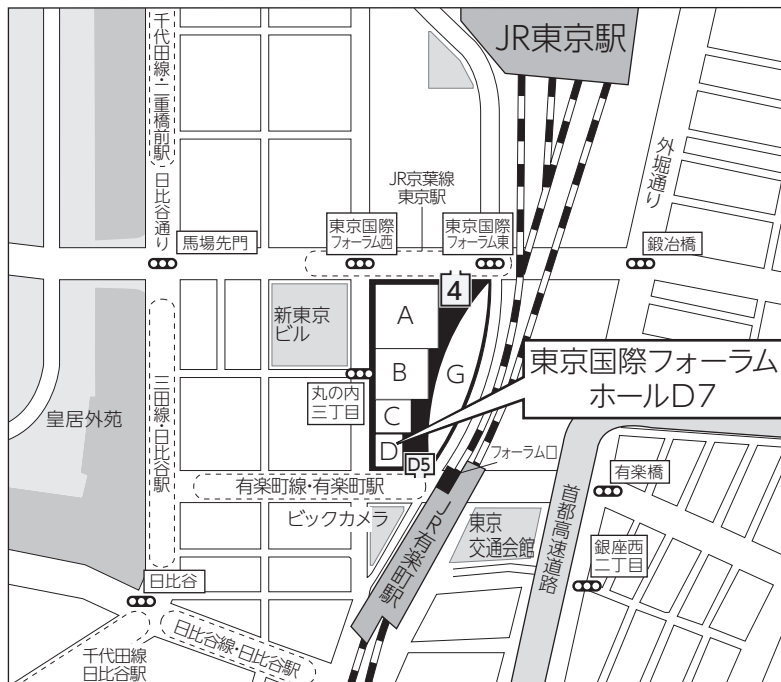 JR東京駅
千代田線・二重橋前駅
日比谷通り
外堀通り
JR京葉線
東京駅
馬場先門
東京国際
フォーラム西
東京国際
フォーラム東
鍛冶橋
4
A
新東京
ビル
B
G
丸の内
三丁目
C
D
D5
東京国際フォーラム
ホールD7
皇居外苑
三田線・日比谷駅
フォーラム口
有楽町線・有楽町駅
有楽橋
ビックカメラ
JR有楽町駅
東京
交通会館
首都高速道路
銀座西
二丁目
日比谷
日比谷線・日比谷駅
千代田線
日比谷駅